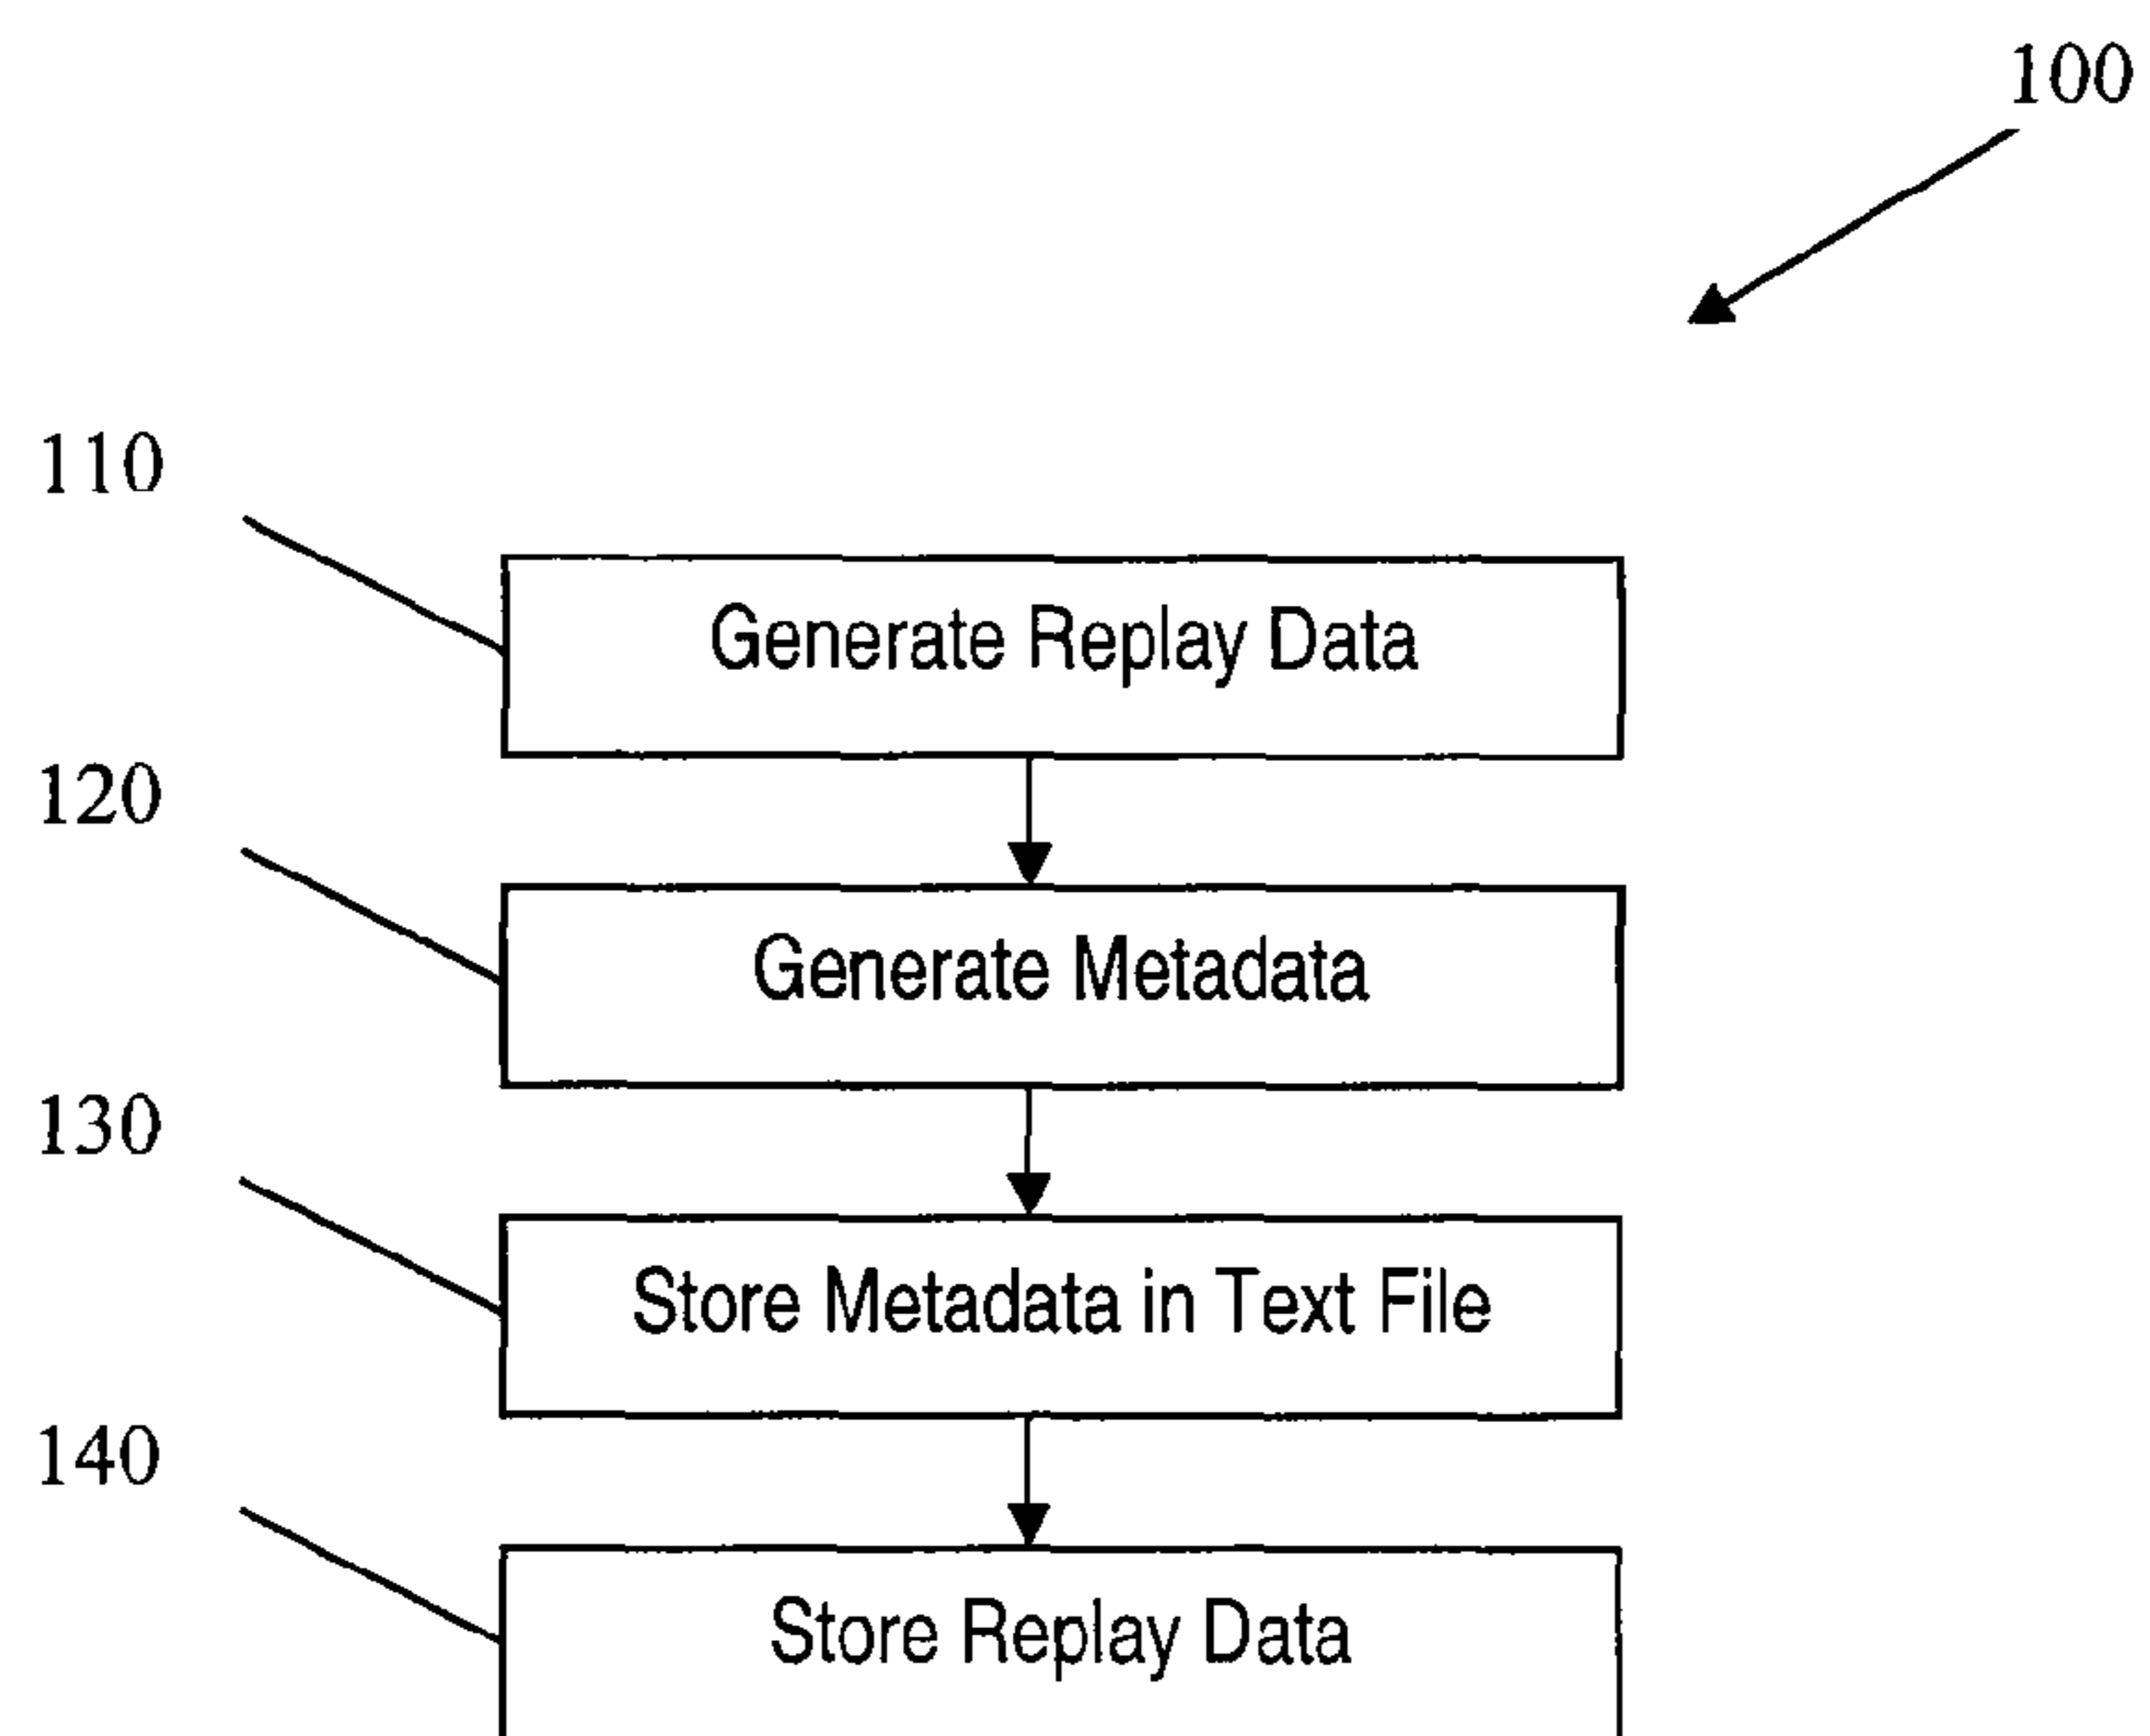 100
110
Generate Replay Data
120
Generate Metadata
130
Store Metadata in Text File
140
Store Replay Data